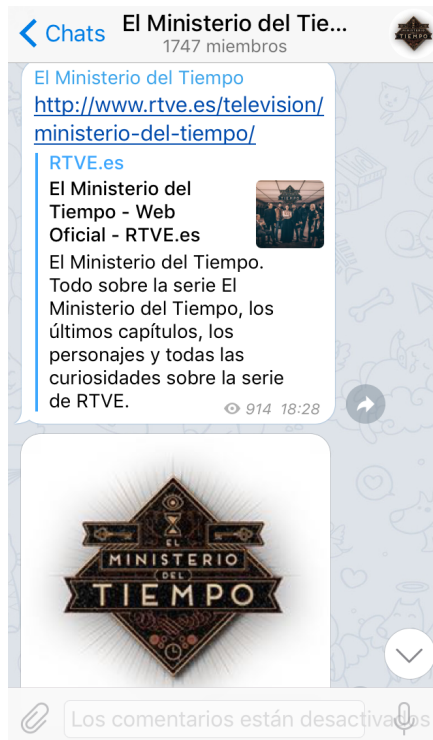 Chats
El Ministerio del Tie...
1747 miembros
El Ministerio del Tiempo
http://www.rtve.es/television/
ministerio-del-tiempo/
RTVE.es
El Ministerio del
Tiempo - Web
Oficial - RTVE.es
El Ministerio del Tiempo.
Todo sobre la serie El
Ministerio del Tiempo, los
últimos capítulos, los
personajes y todas las
curiosidades sobre la serie
de RTVE.
914 18:28
EL
MINISTERIO
DEL
TIEMPO
Los comentarios están desactivados